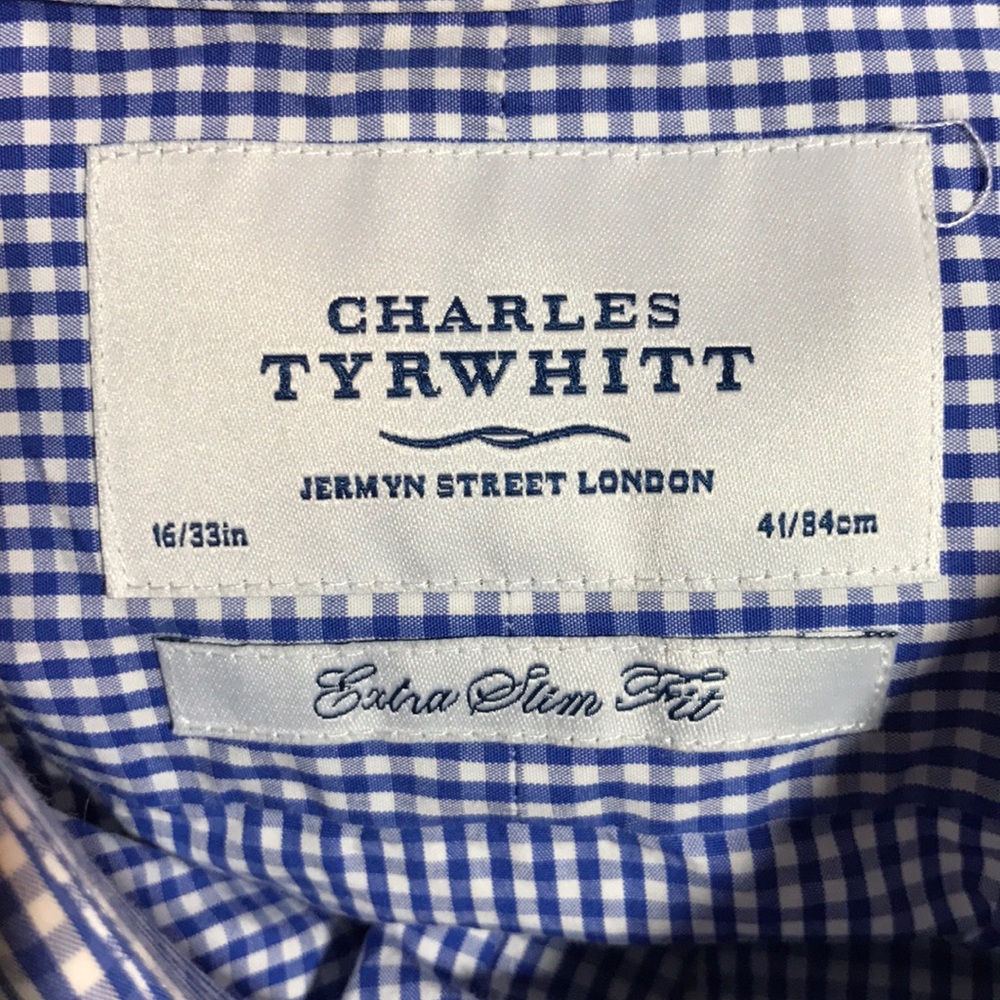 CHARLES
TYRWHITT
JERMYN STREET LONDON
16/33in 41/84cm
Extra Slim Fit